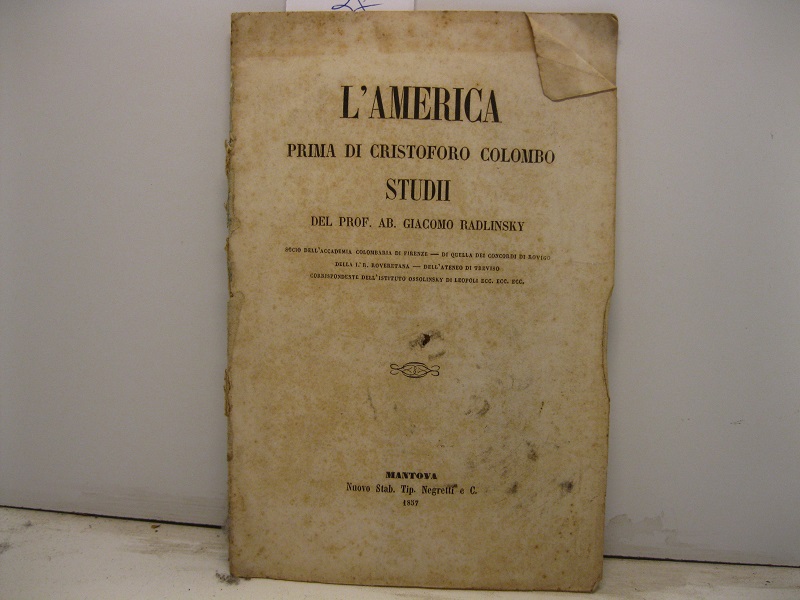 L'AMERICA
PRIMA DI CRISTOFORO COLOMBO
STUDII
DEL PROF. AB. GIACOMO RADLINSKY
SOCIO DELL'ACCADEMIA COLOMBARIA DI FIRENZE — DI QUELLA DEI CONCORDI DI ROVIGO
DELLA I. R. ROVERETANA — DELL'ATENEO DI TREVISO
CORRISPONDENTE DELL'ISTITUTO OSSOLINSKY DI LEOPOLI ECC. ECC. ECC.
MANTOVA
Nuovo Stab. Tip. Negretti e C.
1857